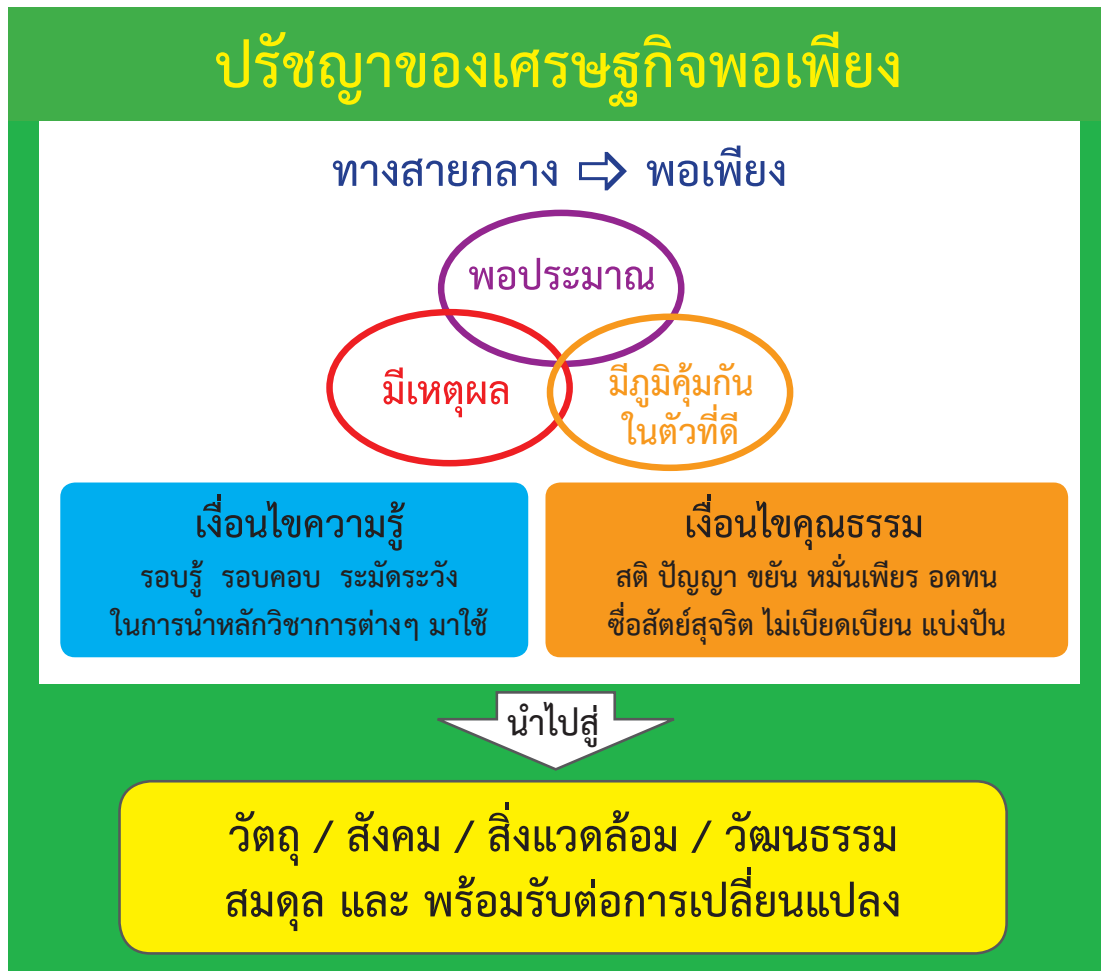 ปรัชญาของเศรษฐกิจพอเพียง
ทางสายกลาง ⇨ พอเพียง
พอประมาณ
มีเหตุผล
มีภูมิคุ้มกัน
ในตัวที่ดี
เงื่อนไขความรู้
รอบรู้ รอบคอบ ระมัดระวัง
ในการนำหลักวิชาการต่างๆ มาใช้
เงื่อนไขคุณธรรม
สติ ปัญญา ขยัน หมั่นเพียร อดทน
ซื่อสัตย์สุจริต ไม่เบียดเบียน แบ่งปัน
นำไปสู่
วัตถุ / สังคม / สิ่งแวดล้อม / วัฒนธรรม
สมดุล และ พร้อมรับต่อการเปลี่ยนแปลง